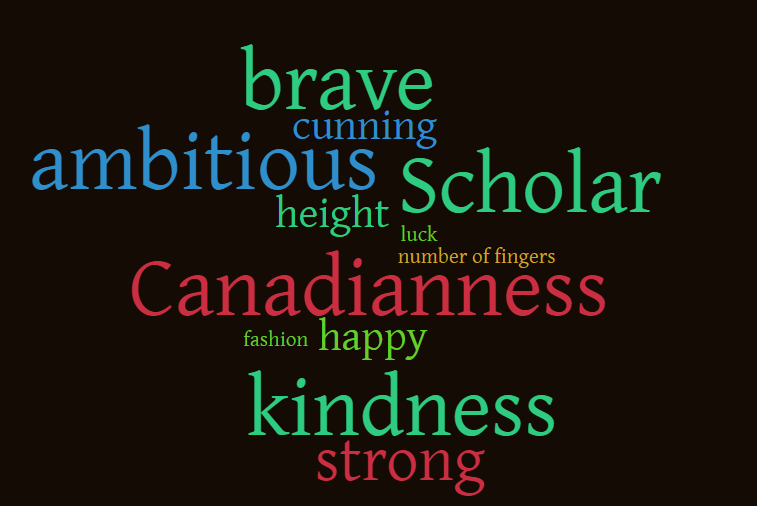 brave
cunning
ambitious
Scholar
height
luck
number of fingers
Canadianness
fashion happy
kindness
strong